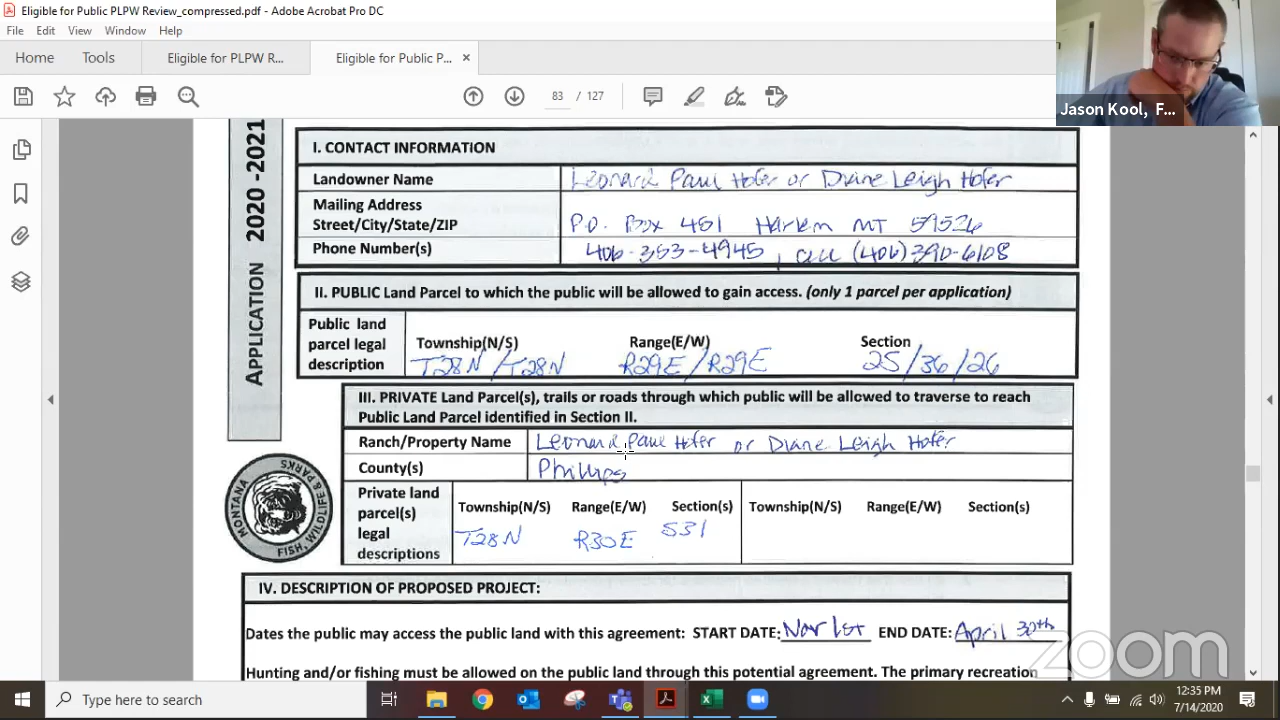 Eligible for Public PLPW Review_compressed.pdf - Adobe Acrobat Pro DC
File Edit View Window Help
Home Tools Eligible for PLPW R... Eligible for Public P... ×
83 / 127
Jason Kool, F...
APPLICATION 2020 -2021
I. CONTACT INFORMATION
Landowner Name Leonard Paul Hofer or Diane Leigh Hofer
Mailing Address
Street/City/State/ZIP P.O. Box 451 Harlem MT 59526
Phone Number(s) 406-353-4945, cell (406)390-6108
II. PUBLIC Land Parcel to which the public will be allowed to gain access. (only 1 parcel per application)
Public land
parcel legal
description
Township(N/S) Range(E/W) Section
T28N/T28N R29E/R29E 25/36/26
III. PRIVATE Land Parcel(s), trails or roads through which public will be allowed to traverse to reach
Public Land Parcel identified in Section II.
Ranch/Property Name Leonard Paul Hofer or Diane Leigh Hofer
County(s) Phillips
Private land
parcel(s)
legal
descriptions
Township(N/S) Range(E/W) Section(s) Township(N/S) Range(E/W) Section(s)
T28N R30E S31
MONTANA
FISH, WILDLIFE & PARKS
IV. DESCRIPTION OF PROPOSED PROJECT:
Dates the public may access the public land with this agreement: START DATE: Nov 1st END DATE: April 30th
Hunting and/or fishing must be allowed on the public land through this potential agreement. The primary recreation
zoom
Type here to search
12:35 PM
7/14/2020